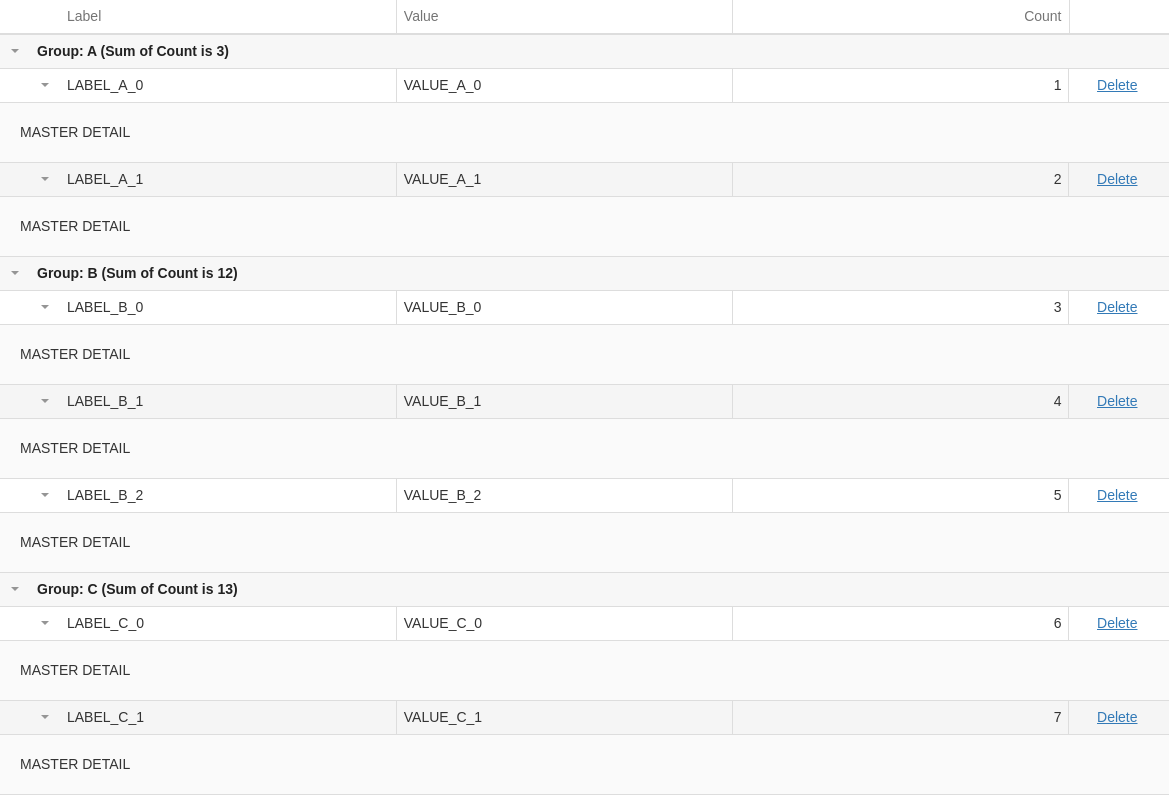 Label Value Count
Group: A (Sum of Count is 3)
LABEL_A_0 VALUE_A_0 1 Delete
MASTER DETAIL
LABEL_A_1 VALUE_A_1 2 Delete
MASTER DETAIL
Group: B (Sum of Count is 12)
LABEL_B_0 VALUE_B_0 3 Delete
MASTER DETAIL
LABEL_B_1 VALUE_B_1 4 Delete
MASTER DETAIL
LABEL_B_2 VALUE_B_2 5 Delete
MASTER DETAIL
Group: C (Sum of Count is 13)
LABEL_C_0 VALUE_C_0 6 Delete
MASTER DETAIL
LABEL_C_1 VALUE_C_1 7 Delete
MASTER DETAIL